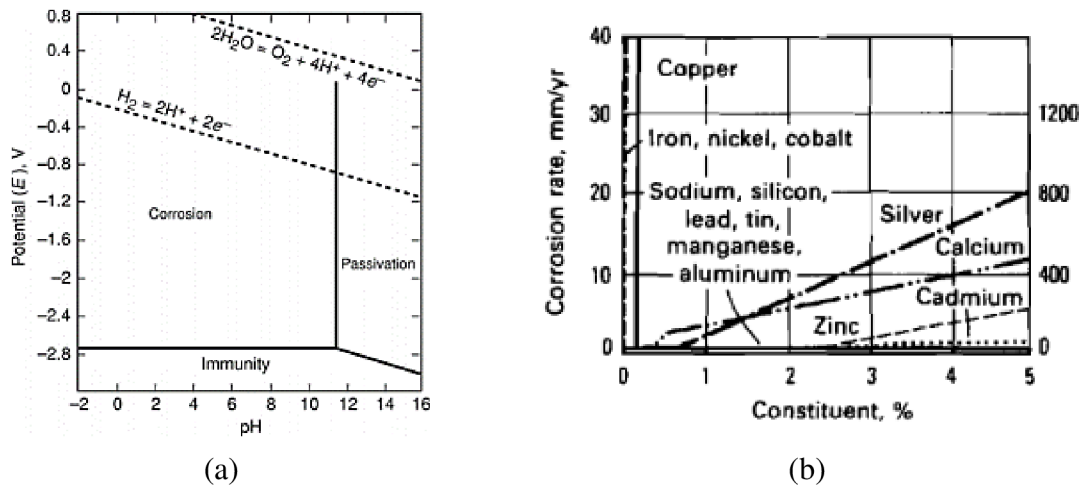 0.8
0.4
0
−0.4
−0.8
−1.2
−1.6
−2
−2.4
−2.8
Potential (E), V
2H2O = O2 + 4H+ + 4e−
H2 = 2H+ + 2e−
Corrosion
Passivation
Immunity
−2 0 2 4 6 8 10 12 14 16
pH
(a)
40
30
20
10
0
Corrosion rate, mm/yr
Copper
Iron, nickel, cobalt
Sodium, silicon,
lead, tin,
manganese,
aluminum
Silver
Calcium
Cadmium
Zinc
1200
800
400
0
0 1 2 3 4 5
Constituent, %
(b)